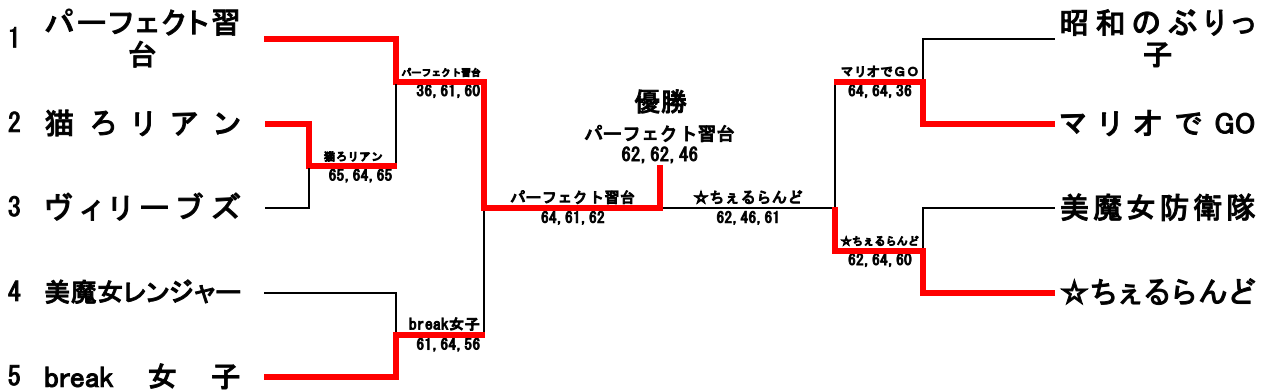 1 パーフェクト習台
2 猫ろリアン
3 ヴィリーブズ
4 美魔女レンジャー
5 break女子
パーフェクト習台
36,61,60
猫ろリアン
65,64,65
break女子
61,64,56
パーフェクト習台
64,61,62
優勝
パーフェクト習台
62,62,46
☆ちぇるらんど
62,46,61
マリオでGO
64,64,36
☆ちぇるらんど
62,64,60
昭和のぶりっ子
マリオでGO
美魔女防衛隊
☆ちぇるらんど